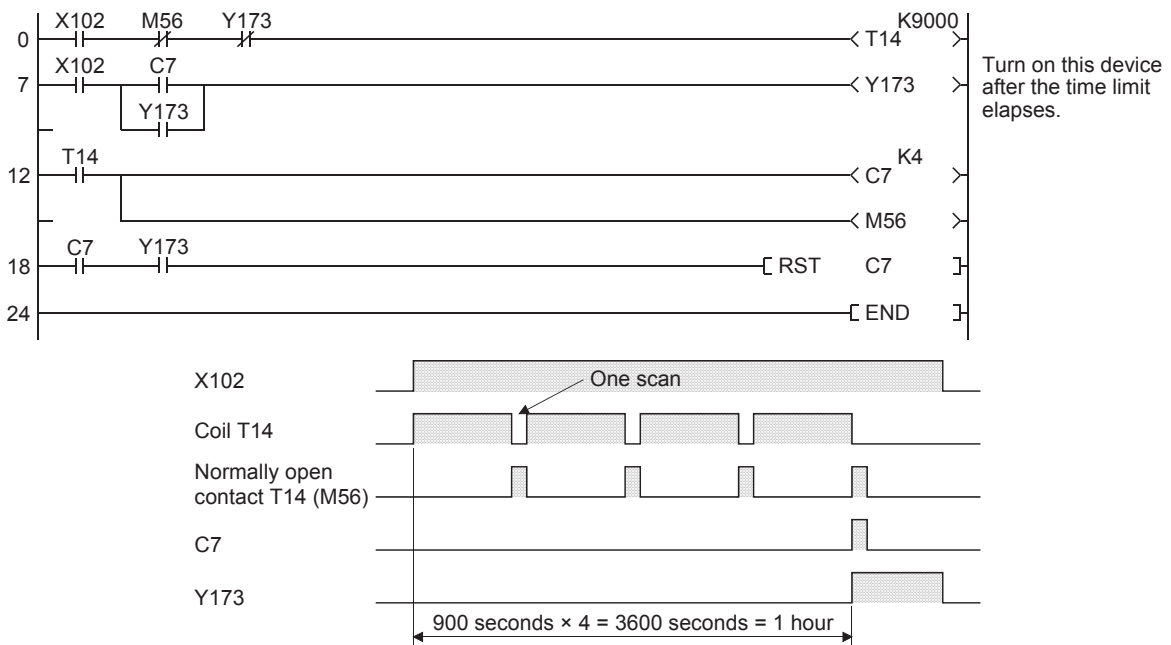 X102 M56 Y173 K9000
0 T14
X102 C7
7 Y173
Turn on this device
after the time limit
elapses.
Y173
T14 K4
12 C7
M56
C7 Y173
18 RST C7
24 END
X102
One scan
Coil T14
Normally open
contact T14 (M56)
C7
Y173
900 seconds × 4 = 3600 seconds = 1 hour